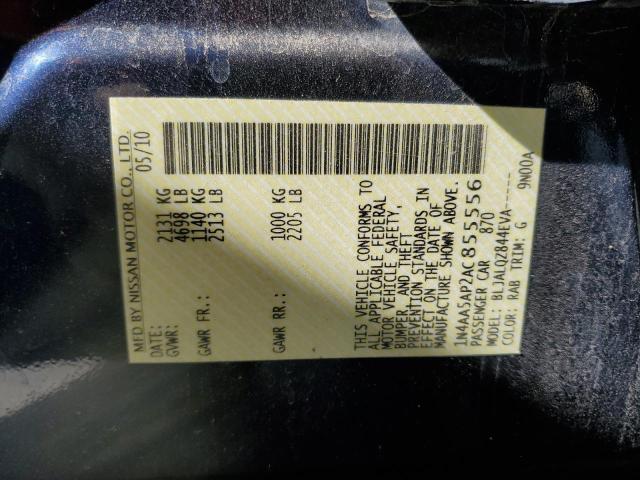 MFD BY NISSAN MOTOR CO., LTD.
DATE: 05/10
GVWR: 2131 KG
4698 LB
GAWR FR: 1140 KG
2513 LB
GAWR RR: 1000 KG
2205 LB
THIS VEHICLE CONFORMS TO
ALL APPLICABLE FEDERAL
MOTOR VEHICLE SAFETY,
BUMPER, AND THEFT
PREVENTION STANDARDS IN
EFFECT ON THE DATE OF
MANUFACTURE SHOWN ABOVE.
1N4AA5AP2AC855556
PASSENGER CAR 870
MODEL: BLJALQZ844EVA-----
COLOR: RAB TRIM: G 9N00A